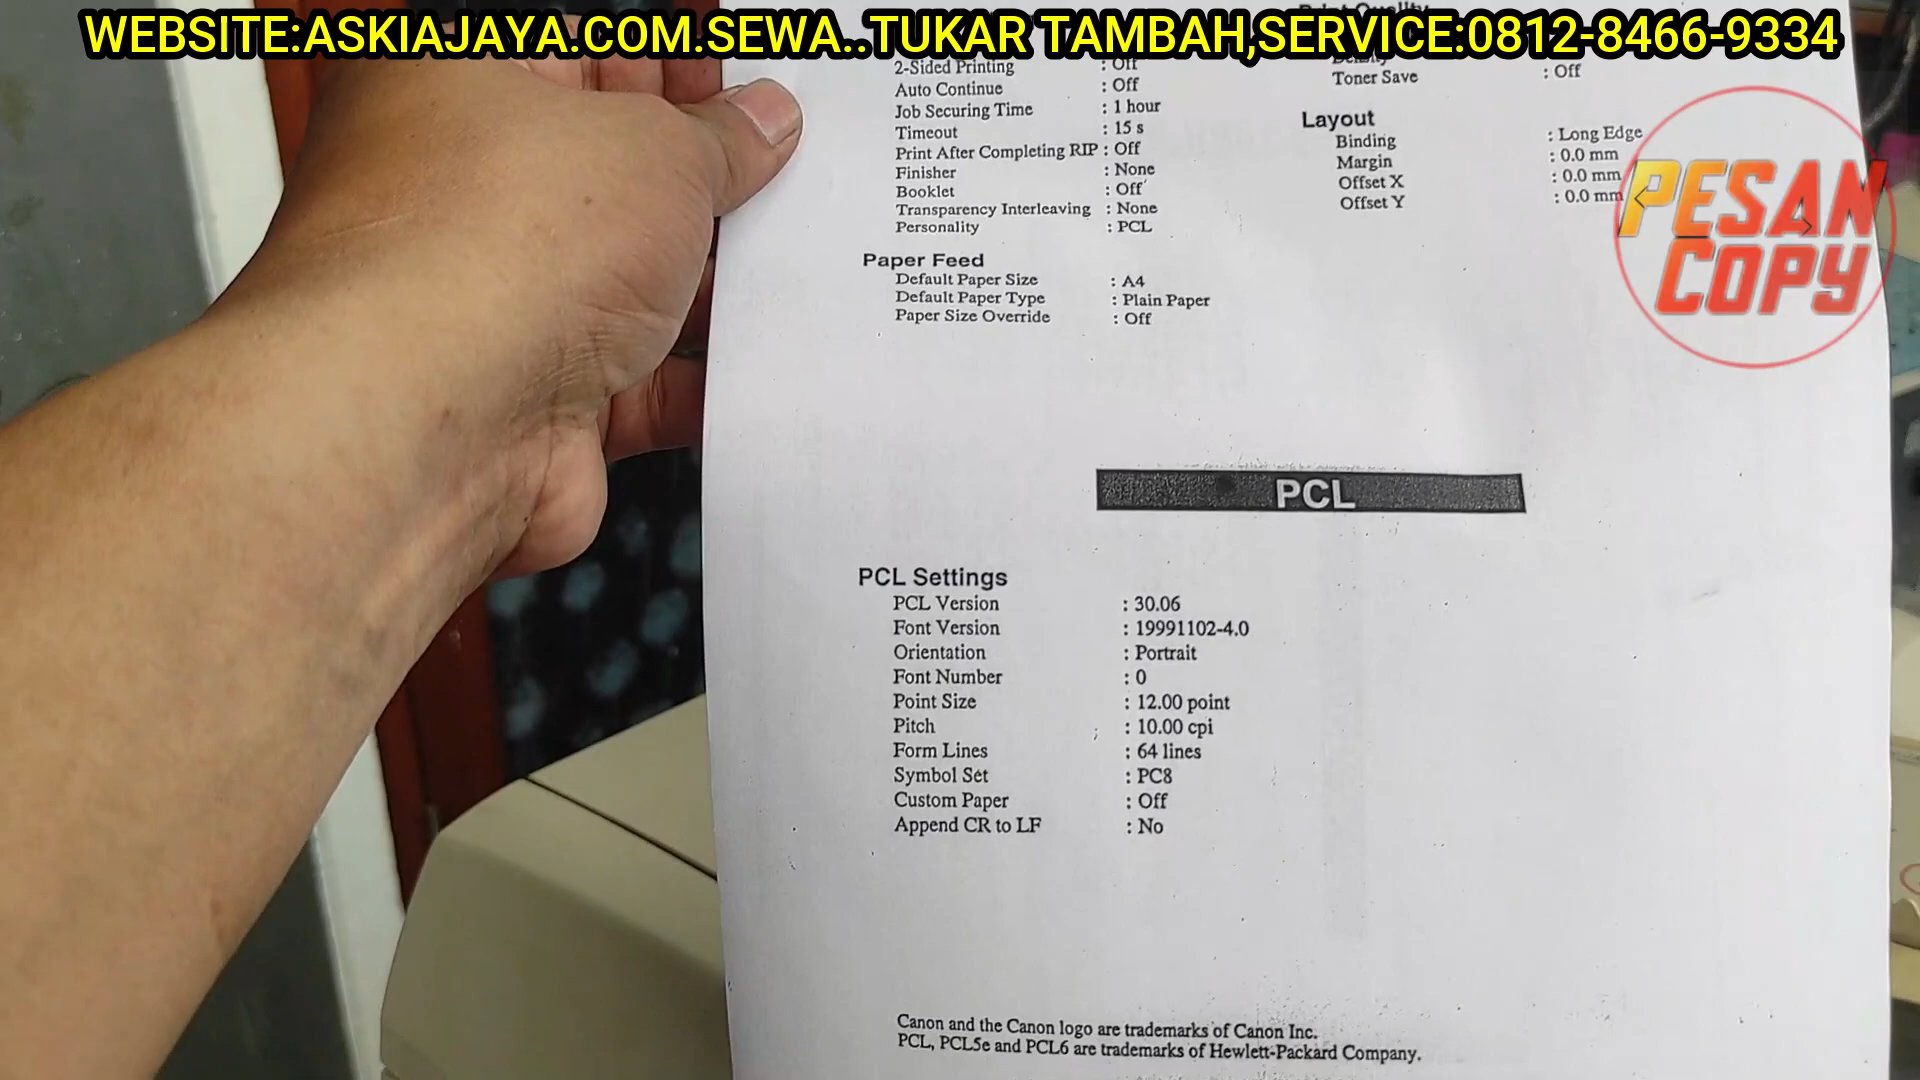 WEBSITE:ASKIAJAYA.COM.SEWA..TUKAR TAMBAH,SERVICE:0812-8466-9334
Print Quality
2-Sided Printing : Off
Auto Continue : Off
Job Securing Time : 1 hour
Timeout : 15 s
Print After Completing RIP : Off
Finisher : None
Booklet : Off
Transparency Interleaving : None
Personality : PCL
Density
Toner Save : Off
Layout
Binding : Long Edge
Margin : 0.0 mm
Offset X : 0.0 mm
Offset Y : 0.0 mm
PESAN
COPY
Paper Feed
Default Paper Size : A4
Default Paper Type : Plain Paper
Paper Size Override : Off
PCL
PCL Settings
PCL Version : 30.06
Font Version : 19991102-4.0
Orientation : Portrait
Font Number : 0
Point Size : 12.00 point
Pitch : 10.00 cpi
Form Lines : 64 lines
Symbol Set : PC8
Custom Paper : Off
Append CR to LF : No
Canon and the Canon logo are trademarks of Canon Inc.
PCL, PCL5e and PCL6 are trademarks of Hewlett-Packard Company.